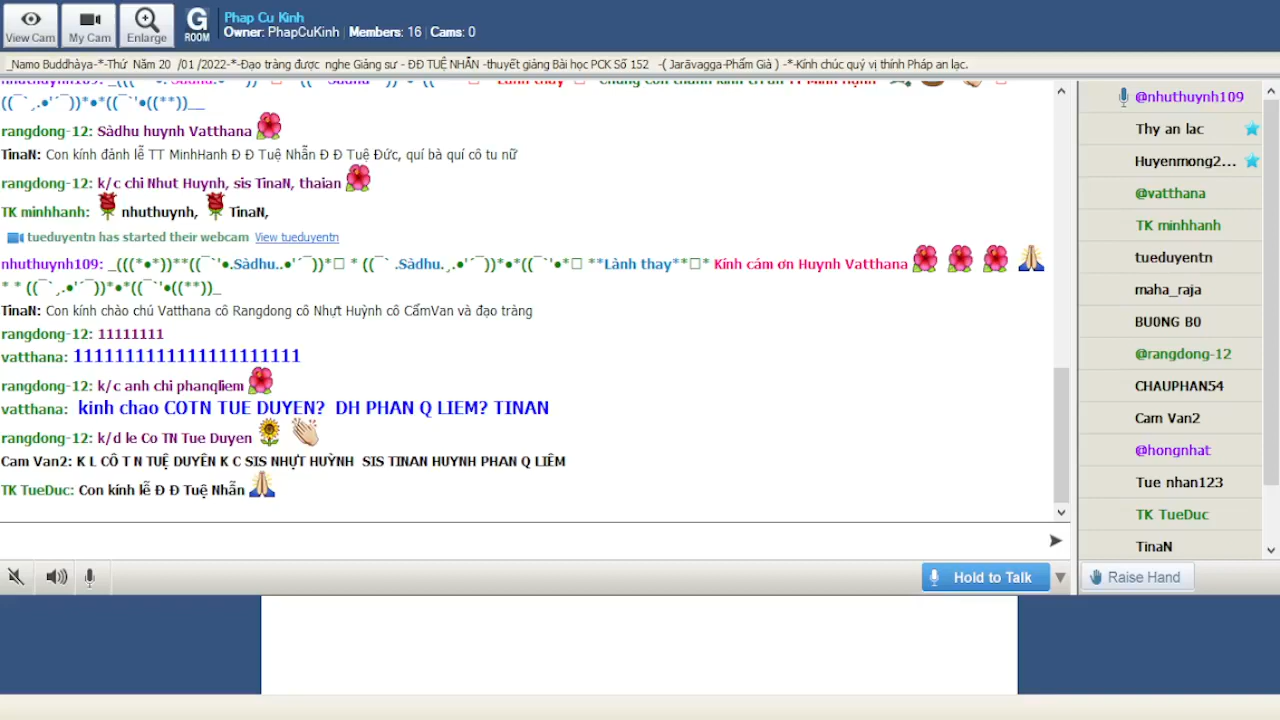 View Cam
My Cam
Enlarge
G
ROOM
Phap Cu Kinh
Owner: PhapCuKinh | Members: 16 | Cams: 0
_Namo Buddhàya-*-Thứ Năm 20 /01 /2022-*-Đạo tràng được nghe Giảng sư - ĐĐ TUỆ NHẪN -thuyết giảng Bài học PCK Số 152 -( Jarāvagga-Phẩm Già ) -*-Kính chúc quý vị thính Pháp an lạc.
((¯`ˏ.•'´¯))*•*((¯`'•((**))__
rangdong-12: Sàdhu huynh Vatthana
TinaN: Con kính đảnh lễ TT MinhHanh Đ Đ Tuệ Nhẫn Đ Đ Tuệ Đức, quí bà quí cô tu nữ
rangdong-12: k/c chi Nhut Huynh, sis TinaN, thaian
TK minhhanh: nhuthuynh, TinaN,
tueduyentn has started their webcam View tueduyentn
nhuthuynh109: _(((*•*))**((¯`'•.Sàdhu..•'´¯))*□ * ((¯` .Sàdhu.ˏ.•'´¯))*•*((¯`'•*□ **Lành thay**□* Kính cám ơn Huynh Vatthana
* * ((¯`ˏ.•'´¯))*•*((¯`'•((**))_
TinaN: Con kính chào chú Vatthana cô Rangdong cô Nhựt Huỳnh cô CẩmVan và đạo tràng
rangdong-12: 11111111
vatthana: 1111111111111111111111
rangdong-12: k/c anh chi phanqliem
vatthana: kinh chao COTN TUE DUYEN? DH PHAN Q LIEM? TINAN
rangdong-12: k/d le Co TN Tue Duyen
Cam Van2: K L CÔ T N TUỆ DUYÊN K C SIS NHỰT HUỲNH SIS TINAN HUYNH PHAN Q LIÊM
TK TueDuc: Con kính lễ Đ Đ Tuệ Nhẫn
Hold to Talk
@nhuthuynh109
Thy an lac
Huyenmong2...
@vatthana
TK minhhanh
tueduyentn
maha_raja
BU0NG B0
@rangdong-12
CHAUPHAN54
Cam Van2
@hongnhat
Tue nhan123
TK TueDuc
TinaN
Raise Hand